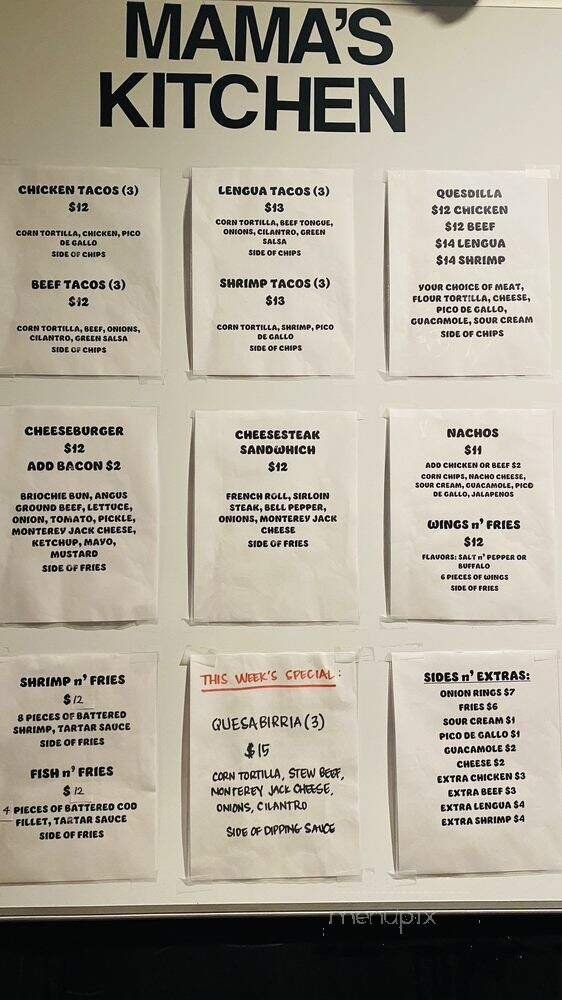 MAMA'S
KITCHEN
CHICKEN TACOS (3)
$12
CORN TORTILLA, CHICKEN, PICO
DE GALLO
SIDE OF CHIPS
BEEF TACOS (3)
$12
CORN TORTILLA, BEEF, ONIONS,
CILANTRO, GREEN SALSA
SIDE OF CHIPS
LENGUA TACOS (3)
$13
CORN TORTILLA, BEEF TONGUE,
ONIONS, CILANTRO, GREEN
SALSA
SIDE OF CHIPS
SHRIMP TACOS (3)
$13
CORN TORTILLA, SHRIMP, PICO
DE GALLO
SIDE OF CHIPS
QUESDILLA
$12 CHICKEN
$12 BEEF
$14 LENGUA
$14 SHRIMP
YOUR CHOICE OF MEAT,
FLOUR TORTILLA, CHEESE,
PICO DE GALLO,
GUACAMOLE, SOUR CREAM
SIDE OF CHIPS
CHEESEBURGER
$12
ADD BACON $2
BRIOCHIE BUN, ANGUS
GROUND BEEF, LETTUCE,
ONION, TOMATO, PICKLE,
MONTEREY JACK CHEESE,
KETCHUP, MAYO,
MUSTARD
SIDE OF FRIES
CHEESESTEAK
SANDWHICH
$12
FRENCH ROLL, SIRLOIN
STEAK, BELL PEPPER,
ONIONS, MONTEREY JACK
CHEESE
SIDE OF FRIES
NACHOS
$11
ADD CHICKEN OR BEEF $2
CORN CHIPS, NACHO CHEESE,
SOUR CREAM, GUACAMOLE, PICO
DE GALLO, JALAPENOS
WINGS n' FRIES
$12
FLAVORS: SALT n' PEPPER OR
BUFFALO
6 PIECES OF WINGS
SIDE OF FRIES
SHRIMP n' FRIES
$12
8 PIECES OF BATTERED
SHRIMP, TARTAR SAUCE
SIDE OF FRIES
FISH n' FRIES
$12
4 PIECES OF BATTERED COD
FILLET, TARTAR SAUCE
SIDE OF FRIES
THIS WEEK'S SPECIAL:
QUESABIRRIA (3)
$15
CORN TORTILLA, STEW BEEF,
MONTEREY JACK CHEESE,
ONIONS, CILANTRO
SIDE OF DIPPING SAUCE
SIDES n' EXTRAS:
ONION RINGS $7
FRIES $6
SOUR CREAM $1
PICO DE GALLO $1
GUACAMOLE $2
CHEESE $2
EXTRA CHICKEN $3
EXTRA BEEF $3
EXTRA LENGUA $4
EXTRA SHRIMP $4
menupix